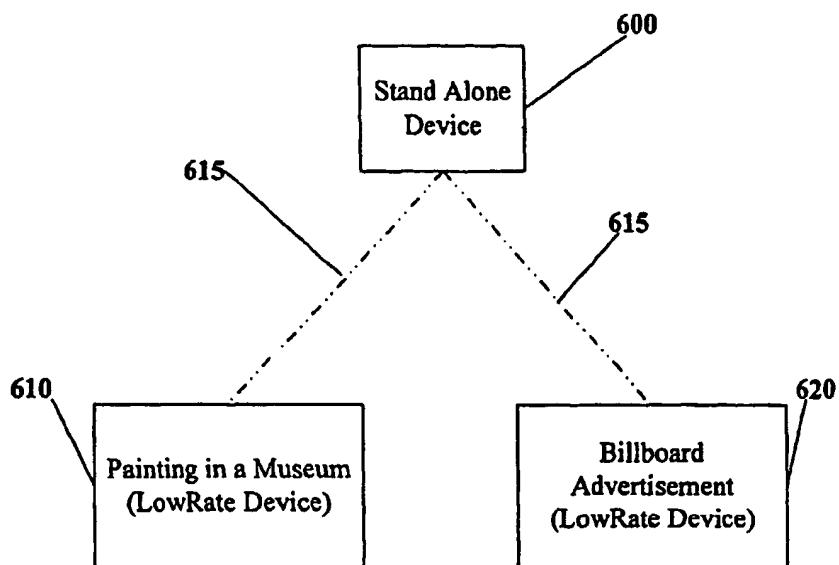 600
Stand Alone
Device
615
615
610
620
Painting in a Museum
(LowRate Device)
Billboard
Advertisement
(LowRate Device)